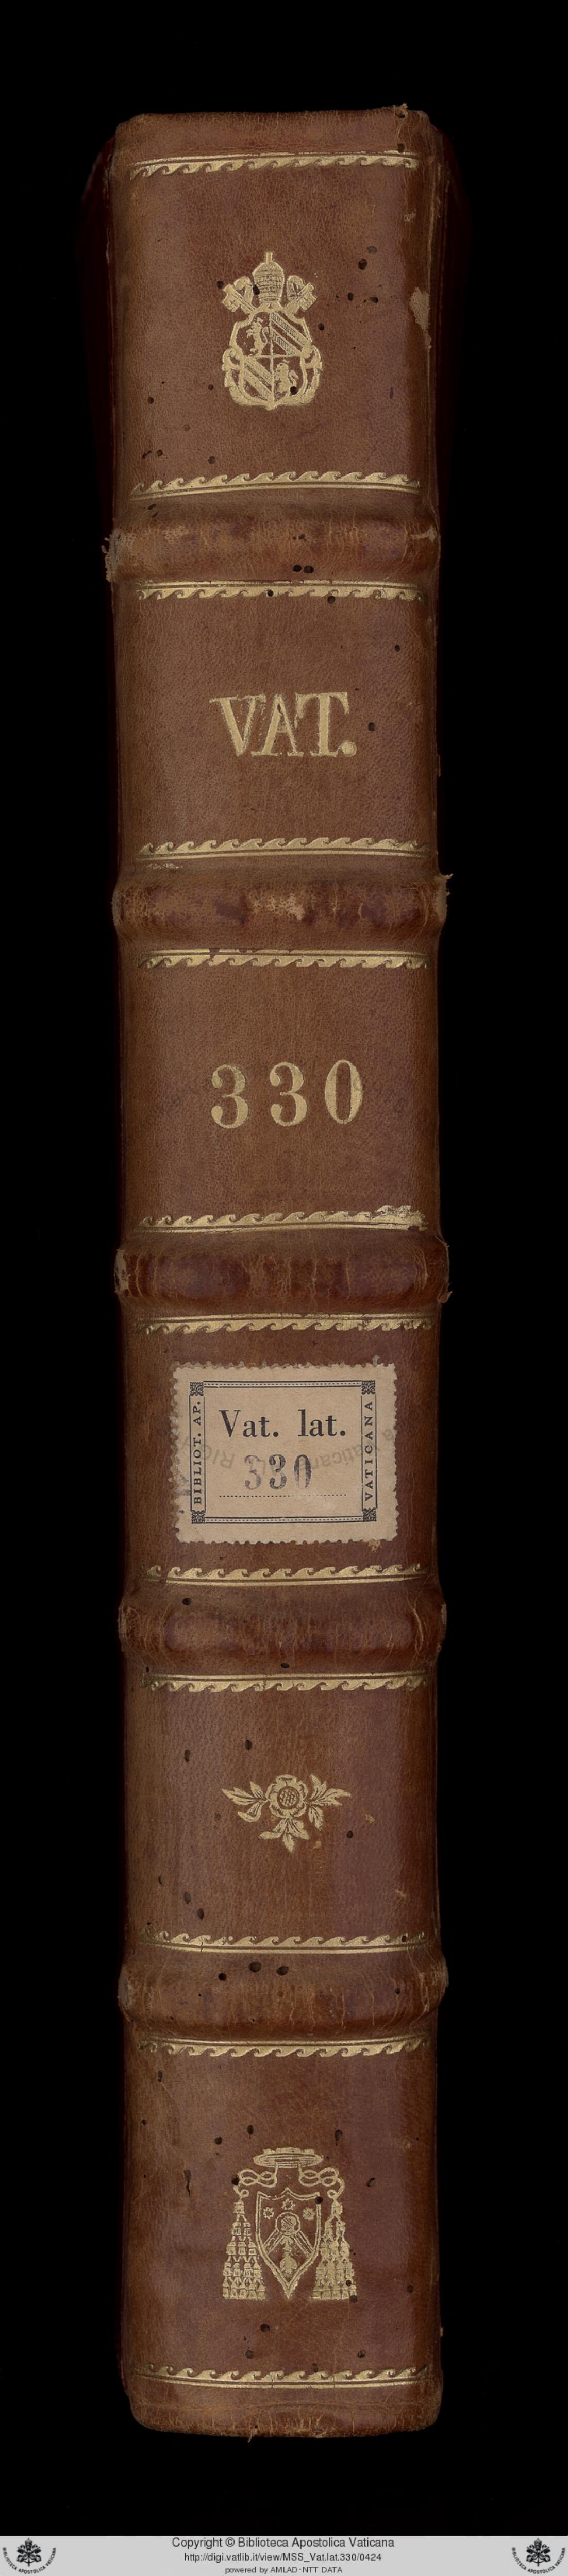 VAT.
330
BIBLIOT. AP.
Vat. lat.
330
VATICANA
Copyright © Biblioteca Apostolica Vaticana
http://digi.vatlib.it/view/MSS_Vat.lat.330/0424
powered by AMLAD-NTT DATA